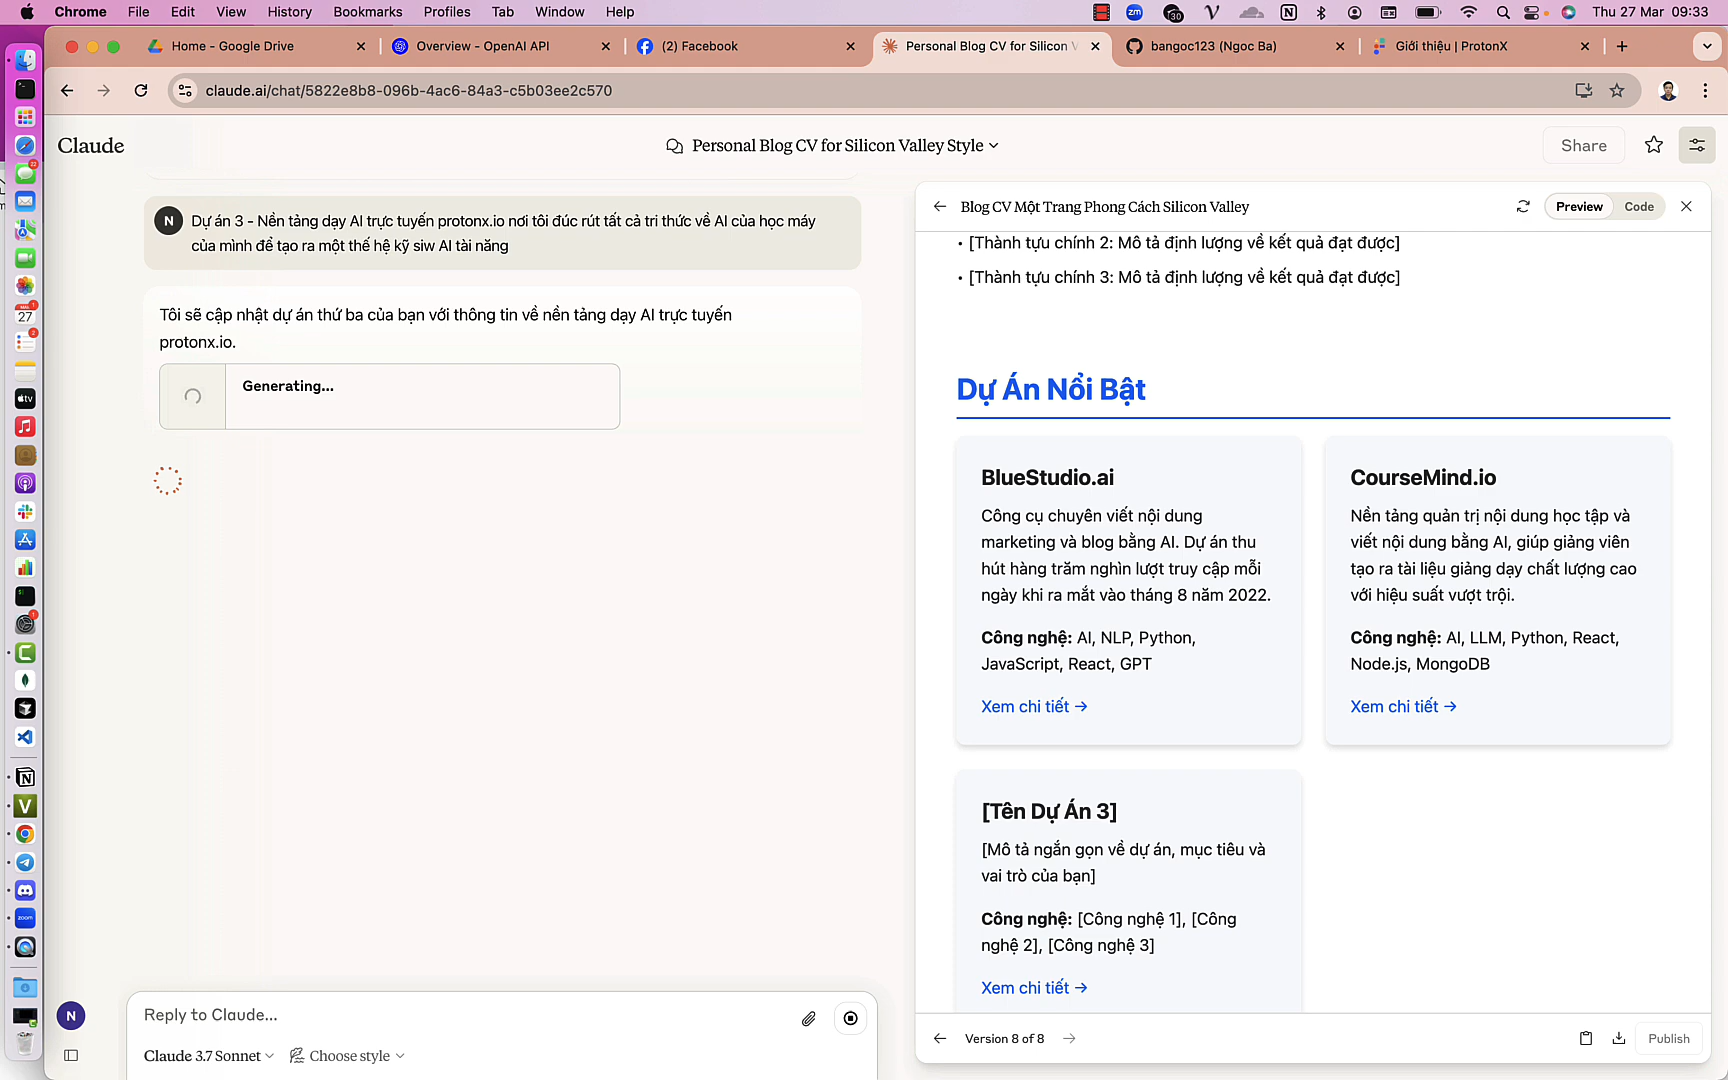 Chrome File Edit View History Bookmarks Profiles Tab Window Help
Thu 27 Mar 09:33
Home - Google Drive
Overview - OpenAI API
(2) Facebook
Personal Blog CV for Silicon V
bangoc123 (Ngoc Ba)
Giới thiệu | ProtonX
claude.ai/chat/5822e8b8-096b-4ac6-84a3-c5b03ee2c570
Claude
Personal Blog CV for Silicon Valley Style
Share
N
Dự án 3 - Nền tảng dạy AI trực tuyến protonx.io nơi tôi đúc rút tất cả tri thức về AI của học máy
của mình để tạo ra một thế hệ kỹ siw AI tài năng
Tôi sẽ cập nhật dự án thứ ba của bạn với thông tin về nền tảng dạy AI trực tuyến
protonx.io.
Generating...
Reply to Claude...
Claude 3.7 Sonnet
Choose style
N
Blog CV Một Trang Phong Cách Silicon Valley
Preview
Code
• [Thành tựu chính 2: Mô tả định lượng về kết quả đạt được]
• [Thành tựu chính 3: Mô tả định lượng về kết quả đạt được]
Dự Án Nổi Bật
BlueStudio.ai
Công cụ chuyên viết nội dung
marketing và blog bằng AI. Dự án thu
hút hàng trăm nghìn lượt truy cập mỗi
ngày khi ra mắt vào tháng 8 năm 2022.
Công nghệ: AI, NLP, Python,
JavaScript, React, GPT
Xem chi tiết →
CourseMind.io
Nền tảng quản trị nội dung học tập và
viết nội dung bằng AI, giúp giảng viên
tạo ra tài liệu giảng dạy chất lượng cao
với hiệu suất vượt trội.
Công nghệ: AI, LLM, Python, React,
Node.js, MongoDB
Xem chi tiết →
[Tên Dự Án 3]
[Mô tả ngắn gọn về dự án, mục tiêu và
vai trò của bạn]
Công nghệ: [Công nghệ 1], [Công
nghệ 2], [Công nghệ 3]
Xem chi tiết →
Version 8 of 8
Publish